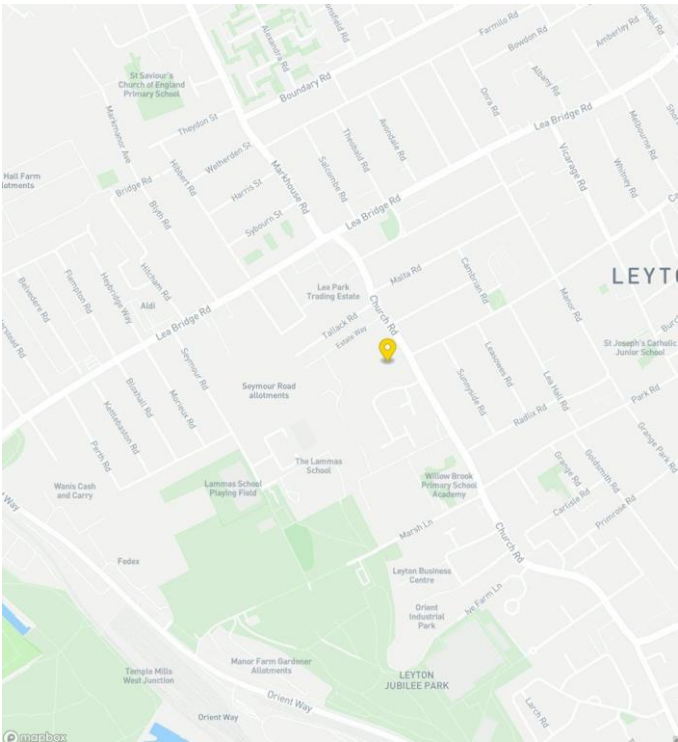 Farmilo Rd
Amberley Rd
Bowdon Rd
Alexandra Rd
St Saviour's
Church of England
Primary School
Boundary Rd
Albany Rd
Dora Rd
Lea Bridge Rd
Markmanor Ave
Theydon St
Theobald Rd
Avondale Rd
Melbourne Rd
Hibbert Rd
Wetherden St
Markhouse Rd
Salcombe Rd
Vicarage Rd
Whitney Rd
Hall Farm
Bridge Rd
Harris St
Blyth Rd
Sybourn St
Lea Bridge Rd
Malta Rd
Cambrian Rd
Manor Rd
Belvedere Rd
Flempton Rd
Heybridge Way
Hitcham Rd
Aldi
Lea Park
Trading Estate
Church Rd
Tallack Rd
Estate Way
Lea Bridge Rd
St Joseph's Catholic
Junior School
Seymour Rd
Seymour Road
allotments
Sunnyside Rd
Leasowes Rd
Lea Hall Rd
Park Rd
Radlix Rd
Bloxhall Rd
Morieux Rd
Kettlebaston Rd
Perth Rd
The Lammas
School
Grange Park Rd
Goldsmith Rd
Grange Rd
Carlisle Rd
Primrose Rd
Wanis Cash
and Carry
Lammas School
Playing Field
Willow Brook
Primary School
Academy
Way
Marsh Ln
Church Rd
Fedex
Leyton Business
Centre
Ive Farm Ln
Orient
Industrial
Park
Temple Mills
West Junction
Manor Farm Gardener
Allotments
LEYTON
JUBILEE PARK
Orient Way
Orient Way
Larch Rd
mapbox